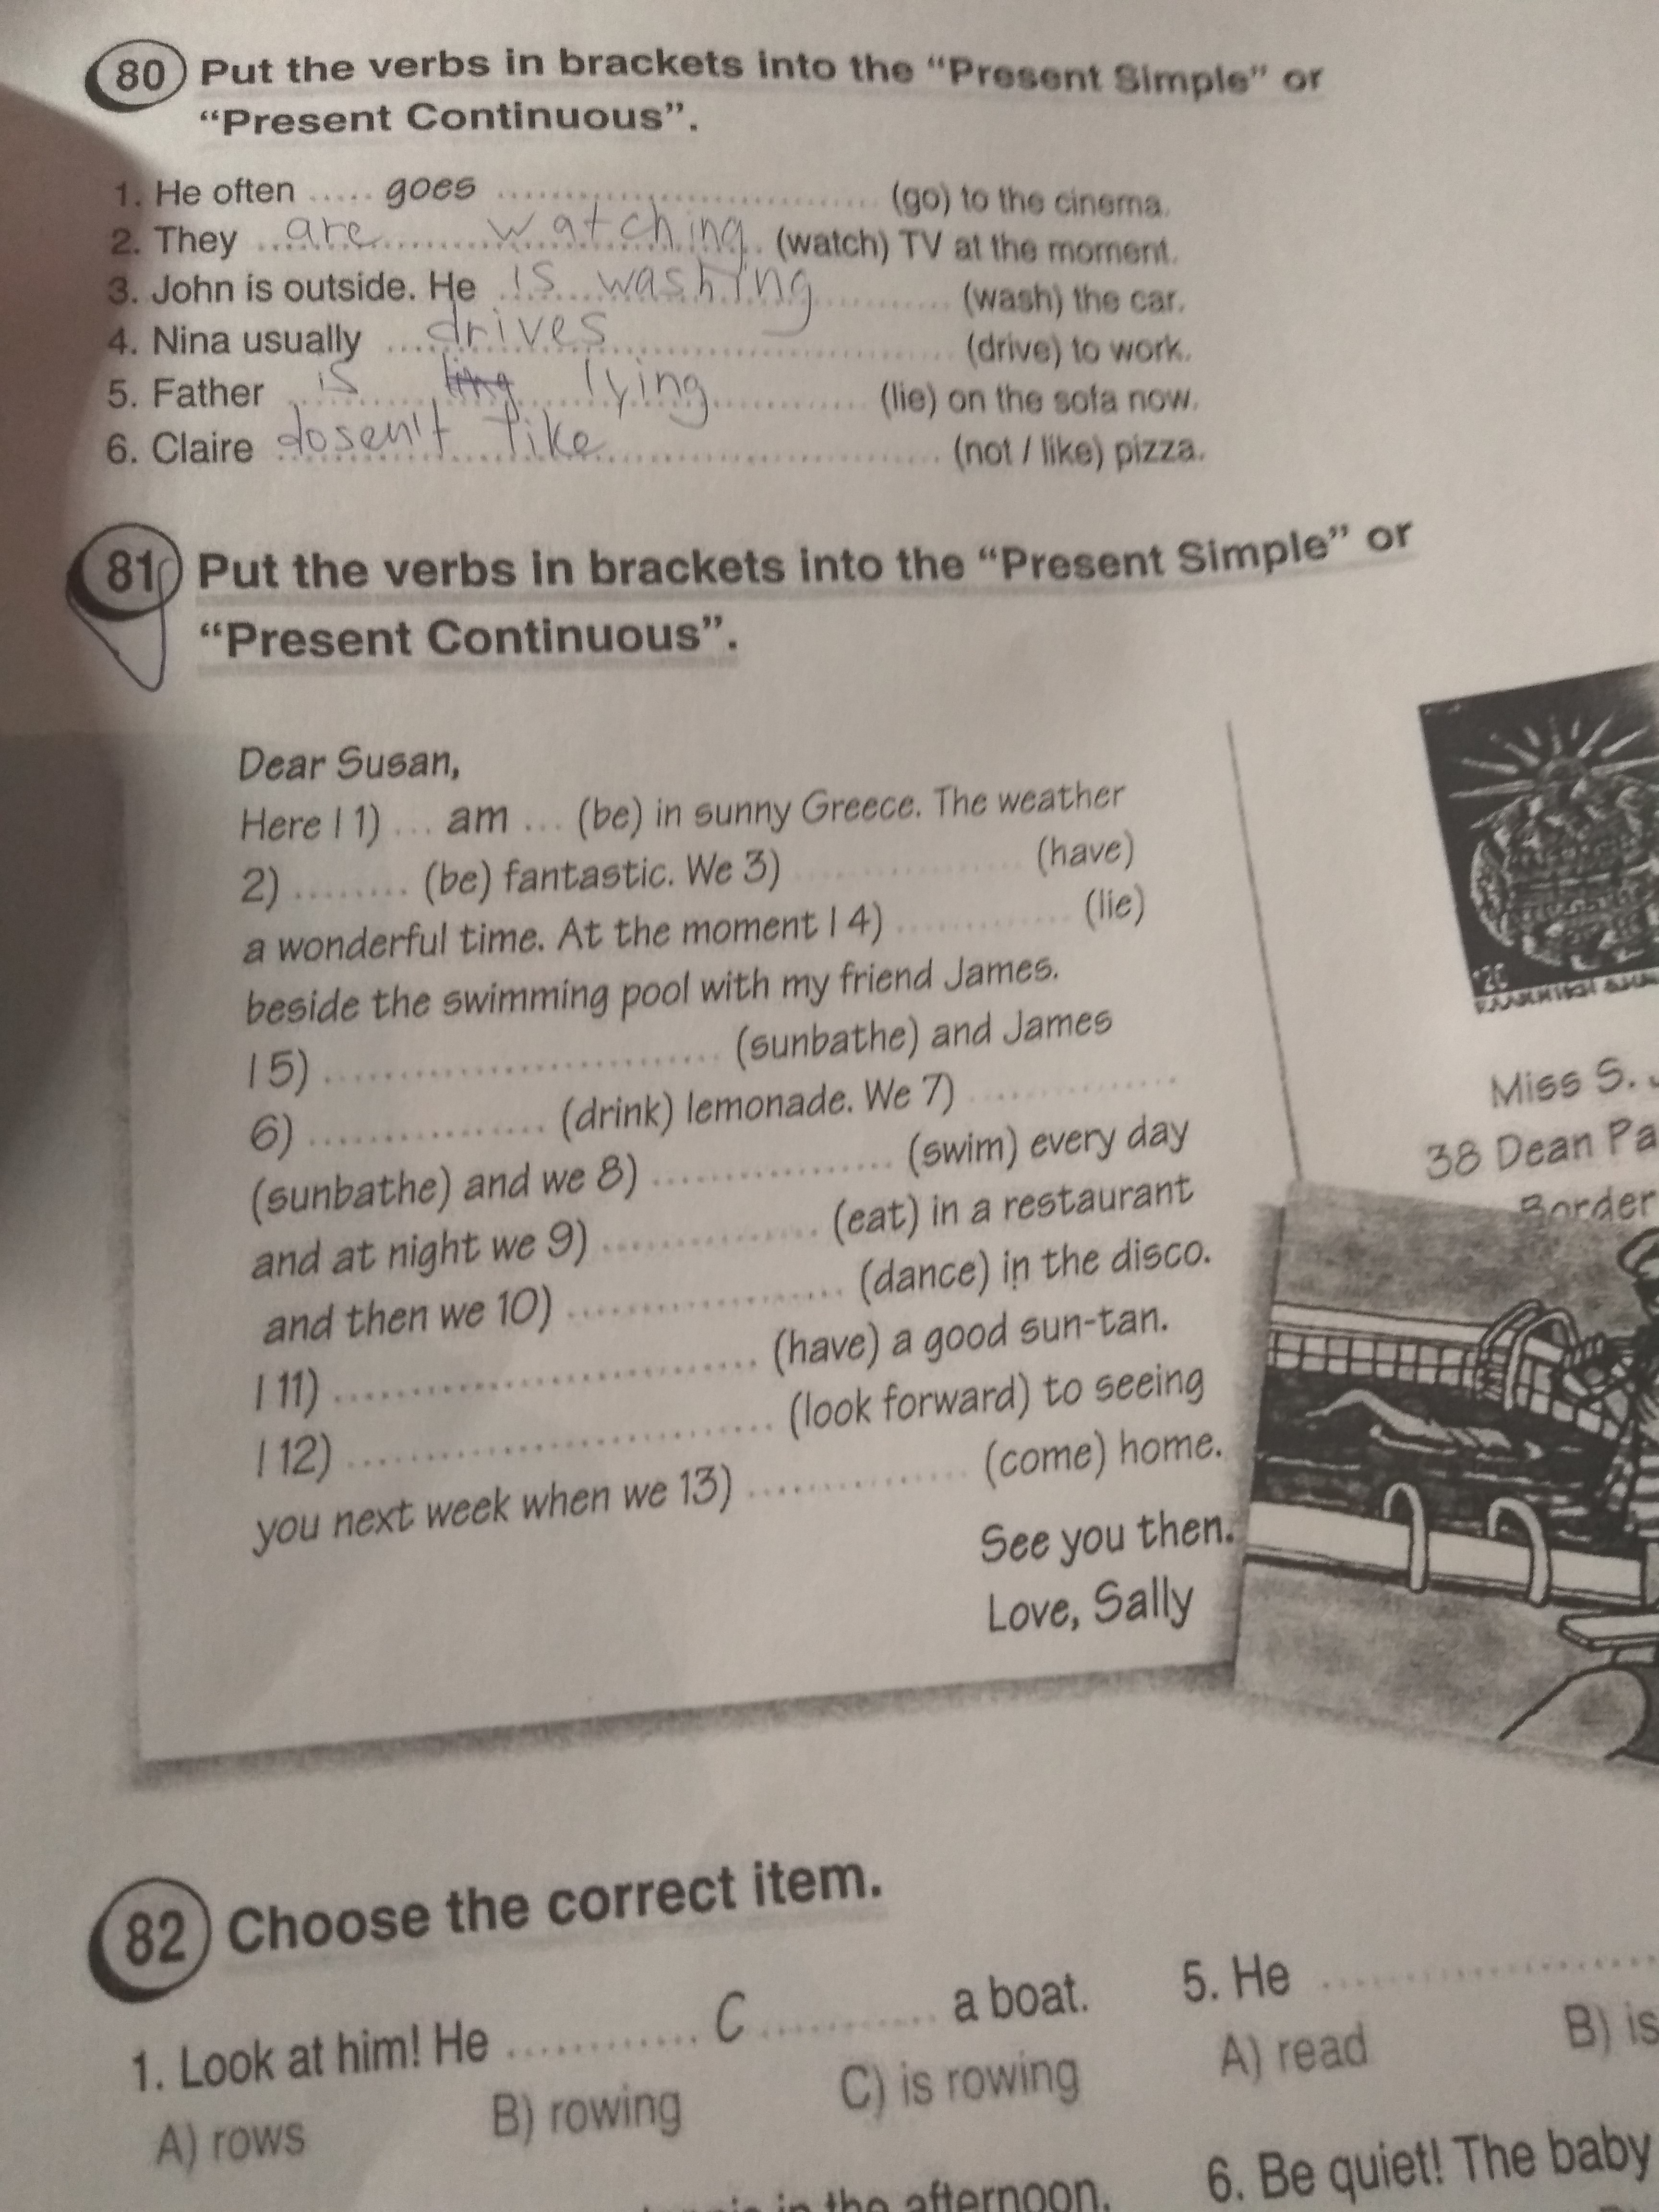 80 Put the verbs in brackets into the "Present Simple" or
"Present Continuous".
1. He often ..... goes .................................... (go) to the cinema.
2. They ...are............watching.. (watch) TV at the moment.
3. John is outside. He ...is...washing............ (wash) the car.
4. Nina usually ....drives................................ (drive) to work.
5. Father ...is.........lying............ (lie) on the sofa now.
6. Claire dosen't like.............................. (not / like) pizza.
81 Put the verbs in brackets into the "Present Simple" or
"Present Continuous".
Dear Susan,
Here I 1) ... am ... (be) in sunny Greece. The weather
2) ........ (be) fantastic. We 3) ................ (have)
a wonderful time. At the moment I 4) ............ (lie)
beside the swimming pool with my friend James.
I 5) ............................ (sunbathe) and James
6) ................ (drink) lemonade. We 7) ..............
(sunbathe) and we 8) ................ (swim) every day
and at night we 9) .............. (eat) in a restaurant
and then we 10) .................. (dance) in the disco.
I 11) ............................ (have) a good sun-tan.
I 12) ............................ (look forward) to seeing
you next week when we 13) .............. (come) home.
See you then.
Love, Sally
Miss S.
38 Dean Pa
Border
82 Choose the correct item.
1. Look at him! He ............C............ a boat.
A) rows B) rowing C) is rowing
in the afternoon.
5. He ......................
A) read B) is
6. Be quiet! The baby